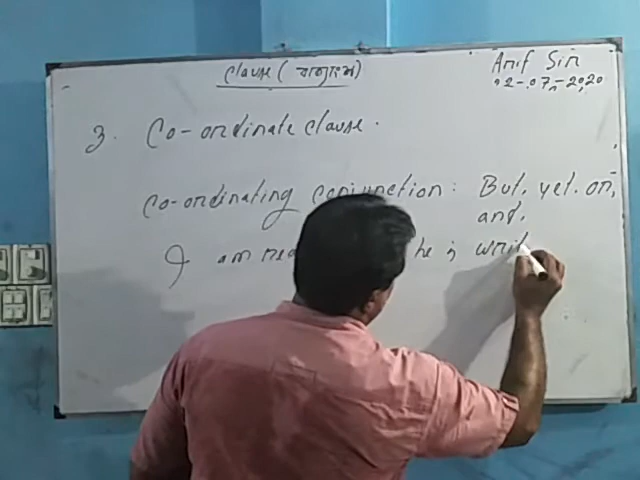 Clause (বাক্যাংশ)
Arif Sir
02-07-2020
3. Co-ordinate clause.
Co-ordinating conjunction: But, yet, or,
and.
I am rea he is writ